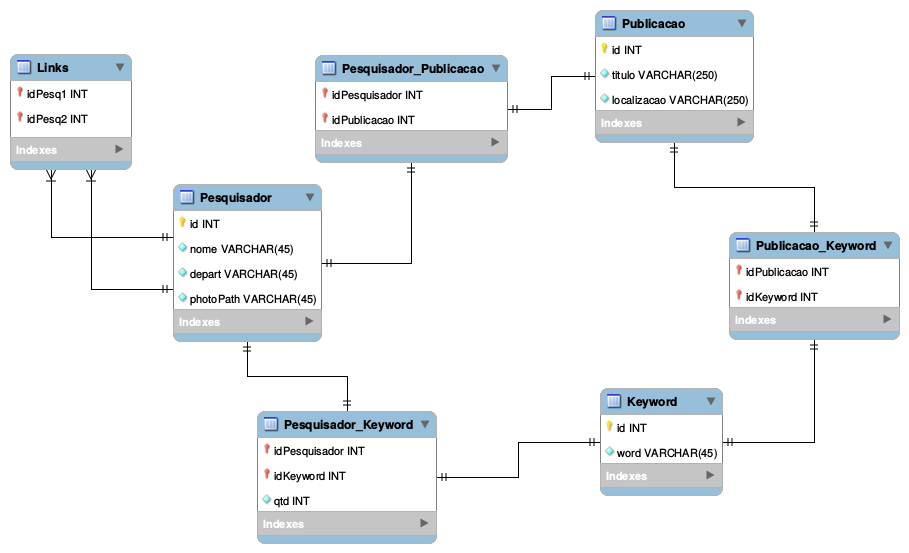 Publicacao
id INT
titulo VARCHAR(250)
localizacao VARCHAR(250)
Indexes
Links
idPesq1 INT
idPesq2 INT
Indexes
Pesquisador_Publicacao
idPesquisador INT
idPublicacao INT
Indexes
Pesquisador
id INT
nome VARCHAR(45)
depart VARCHAR(45)
photoPath VARCHAR(45)
Indexes
Publicacao_Keyword
idPublicacao INT
idKeyword INT
Indexes
Pesquisador_Keyword
idPesquisador INT
idKeyword INT
qtd INT
Indexes
Keyword
id INT
word VARCHAR(45)
Indexes